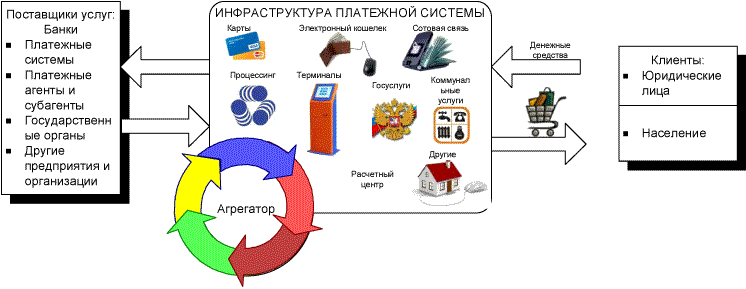 Поставщики услуг:
Банки
Платежные
системы
Платежные
агенты и
субагенты
Государственн
ые органы
Другие
предприятия и
организации
ИНФРАСТРУКТУРА ПЛАТЕЖНОЙ СИСТЕМЫ
Карты
Электронный кошелек
Сотовая связь
Процессинг
Терминалы
Госуслуги
Коммунал
ьные
услуги
Другие
Расчетный
центр
Агрегатор
Денежные
средства
Клиенты:
Юридические
лица
Население